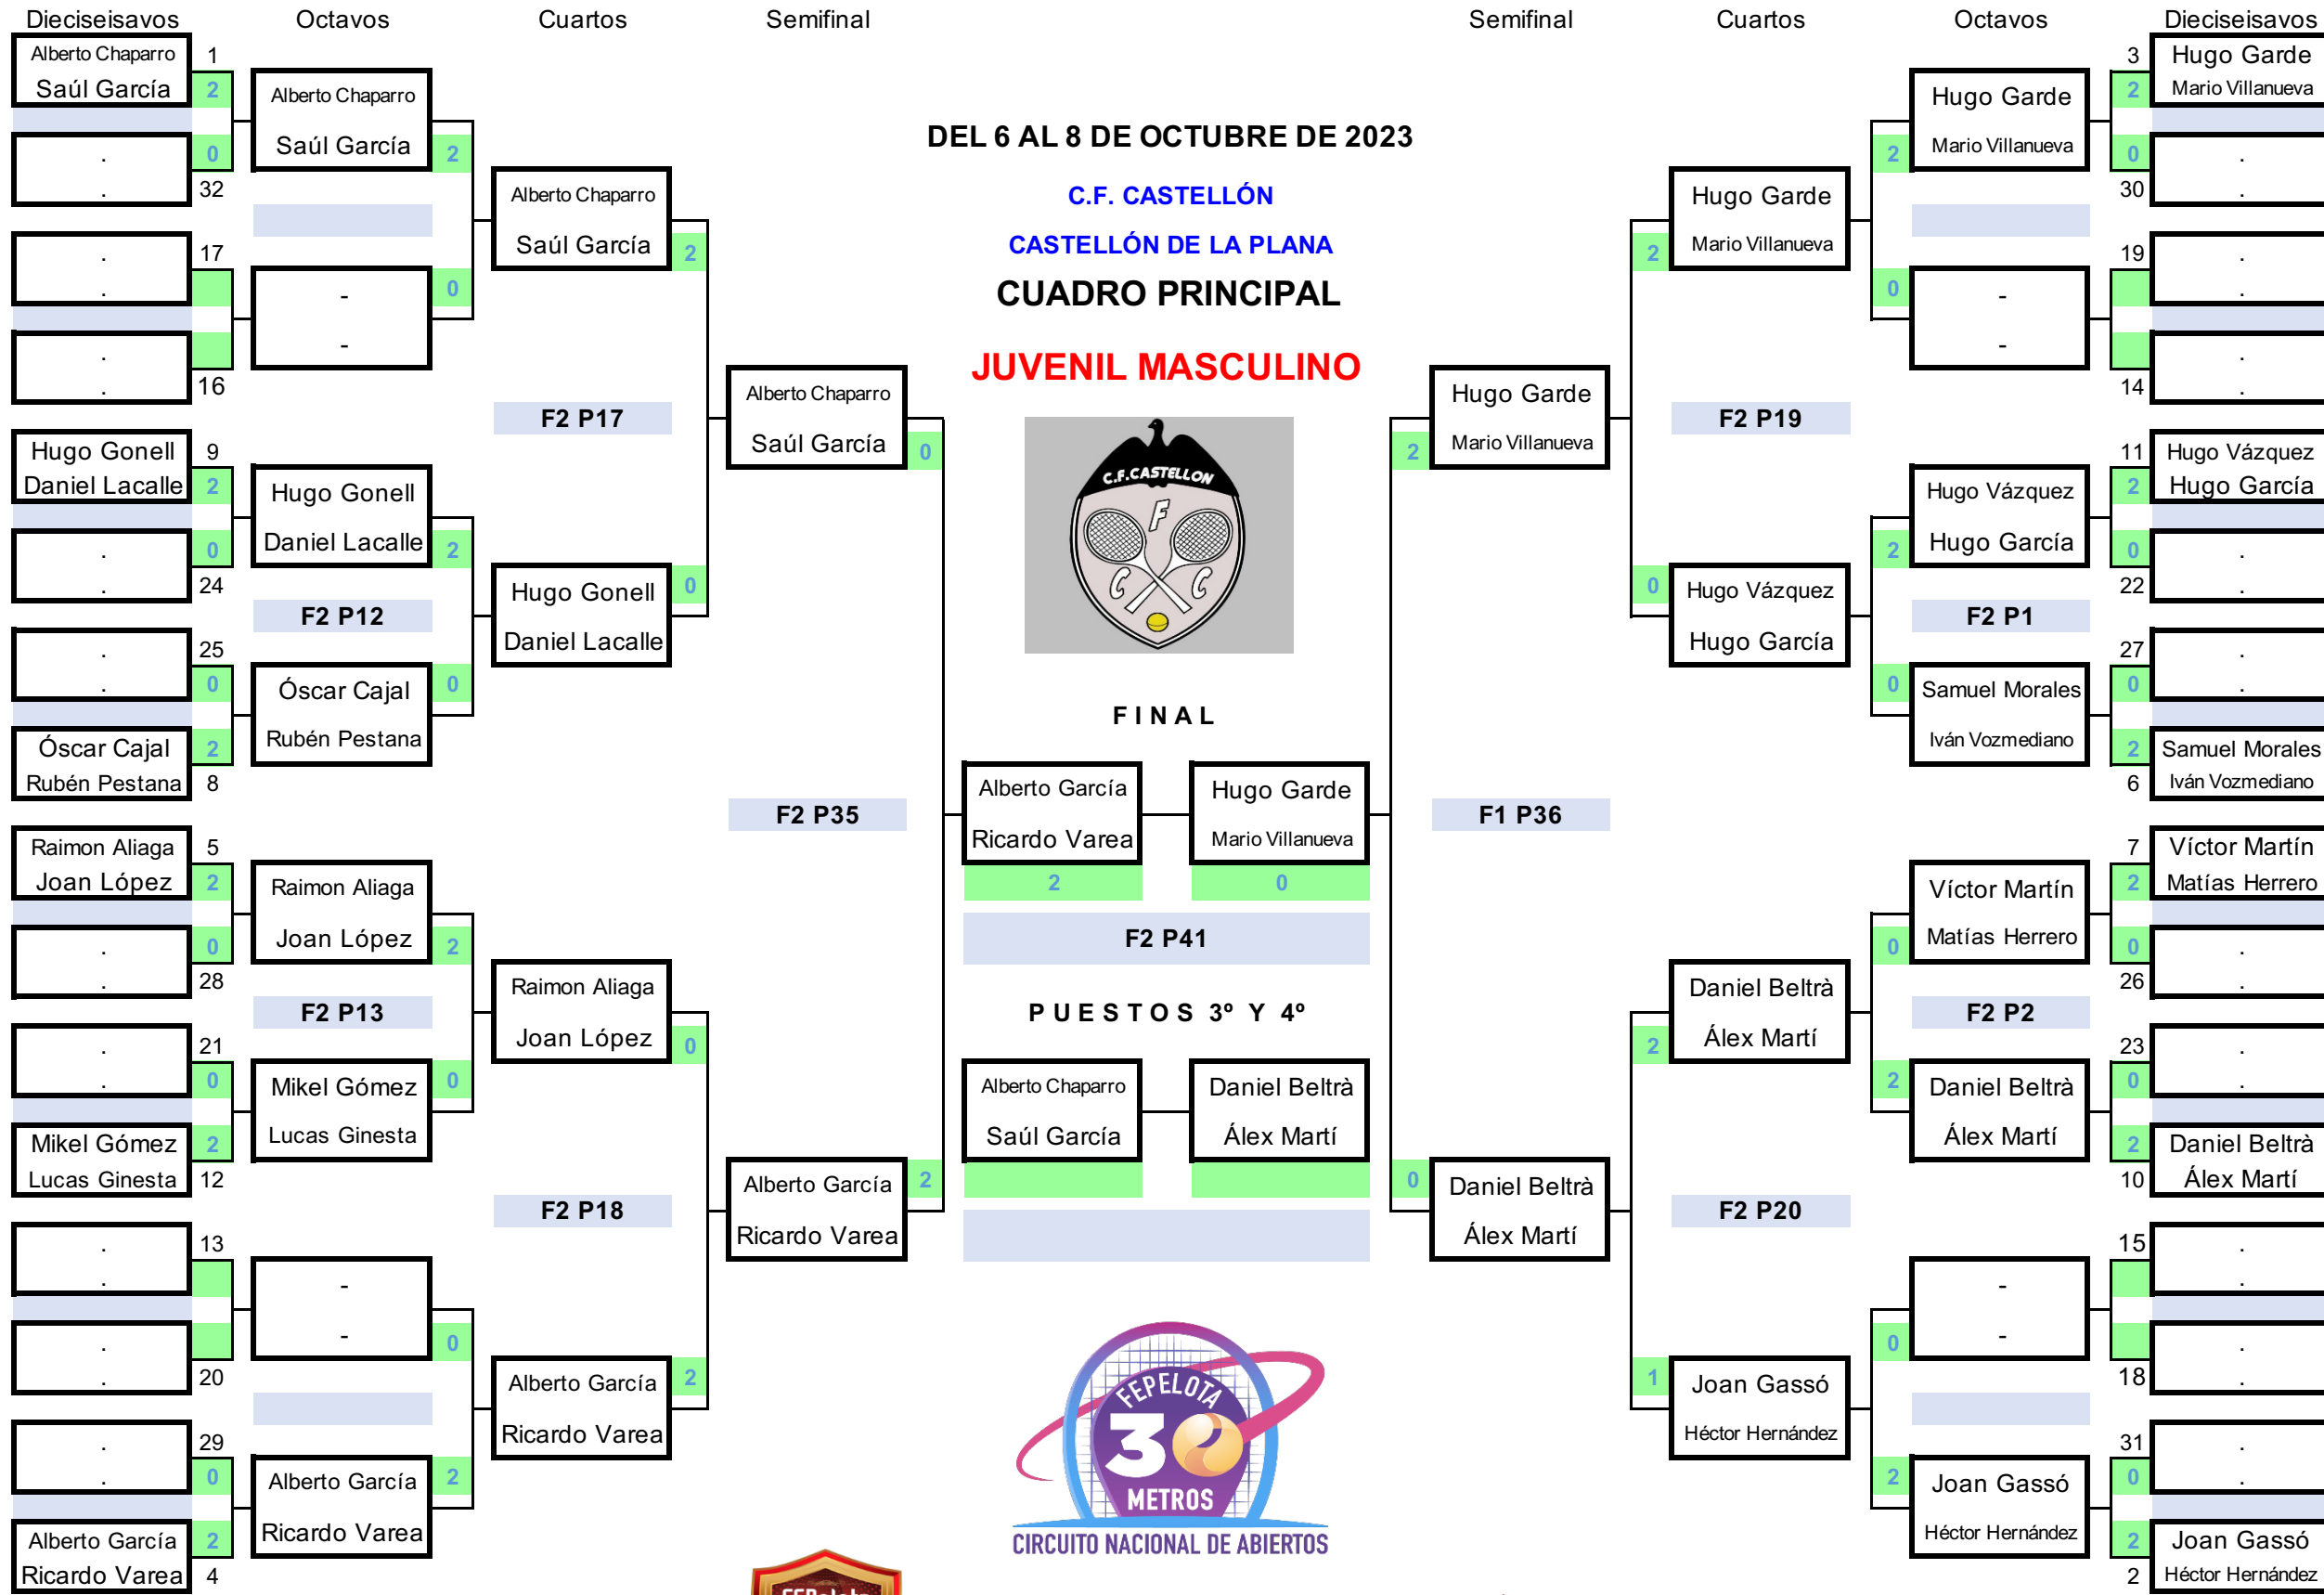 Dieciseisavos Octavos Cuartos Semifinal Semifinal Cuartos Octavos Dieciseisavos
Alberto Chaparro 1
Saúl García 2
. 0
. 32
. 17
.
.
. 16
Hugo Gonell 9
Daniel Lacalle 2
. 0
. 24
. 25
. 0
Óscar Cajal 2
Rubén Pestana 8
Raimon Aliaga 5
Joan López 2
. 0
. 28
. 21
. 0
Mikel Gómez 2
Lucas Ginesta 12
. 13
.
.
. 20
. 29
. 0
Alberto García 2
Ricardo Varea 4
Alberto Chaparro
Saúl García 2
- 0
-
Hugo Gonell
Daniel Lacalle 2
F2 P12
Óscar Cajal 0
Rubén Pestana
Raimon Aliaga
Joan López 2
F2 P13
Mikel Gómez 0
Lucas Ginesta
-
- 0
Alberto García 2
Ricardo Varea
Alberto Chaparro
Saúl García 2
F2 P17
Hugo Gonell 0
Daniel Lacalle
Raimon Aliaga
Joan López 0
F2 P18
Alberto García 2
Ricardo Varea
Alberto Chaparro
Saúl García 0
F2 P35
Alberto García 2
Ricardo Varea
DEL 6 AL 8 DE OCTUBRE DE 2023
C.F. CASTELLÓN
CASTELLÓN DE LA PLANA
CUADRO PRINCIPAL
JUVENIL MASCULINO
C.F.CASTELLON
F
C C
FINAL
Alberto García Hugo Garde
Ricardo Varea Mario Villanueva
2 0
F2 P41
PUESTOS 3º Y 4º
Alberto Chaparro Daniel Beltrà
Saúl García Álex Martí
FEPELOTA
30
METROS
CIRCUITO NACIONAL DE ABIERTOS
Hugo Garde
2 Mario Villanueva
F1 P36
0 Daniel Beltrà
Álex Martí
Hugo Garde
2 Mario Villanueva
F2 P19
0 Hugo Vázquez
Hugo García
Daniel Beltrà
2 Álex Martí
F2 P20
1 Joan Gassó
Héctor Hernández
Hugo Garde
2 Mario Villanueva
0 -
-
Hugo Vázquez
2 Hugo García
F2 P1
0 Samuel Morales
Iván Vozmediano
Víctor Martín
0 Matías Herrero
F2 P2
2 Daniel Beltrà
Álex Martí
-
0 -
2 Joan Gassó
Héctor Hernández
3 Hugo Garde
2 Mario Villanueva
0 .
30 .
19 .
.
.
14 .
11 Hugo Vázquez
2 Hugo García
0 .
22 .
27 .
0 .
2 Samuel Morales
6 Iván Vozmediano
7 Víctor Martín
2 Matías Herrero
0 .
26 .
23 .
0 .
2 Daniel Beltrà
10 Álex Martí
15 .
.
.
18 .
31 .
0 .
2 Joan Gassó
2 Héctor Hernández